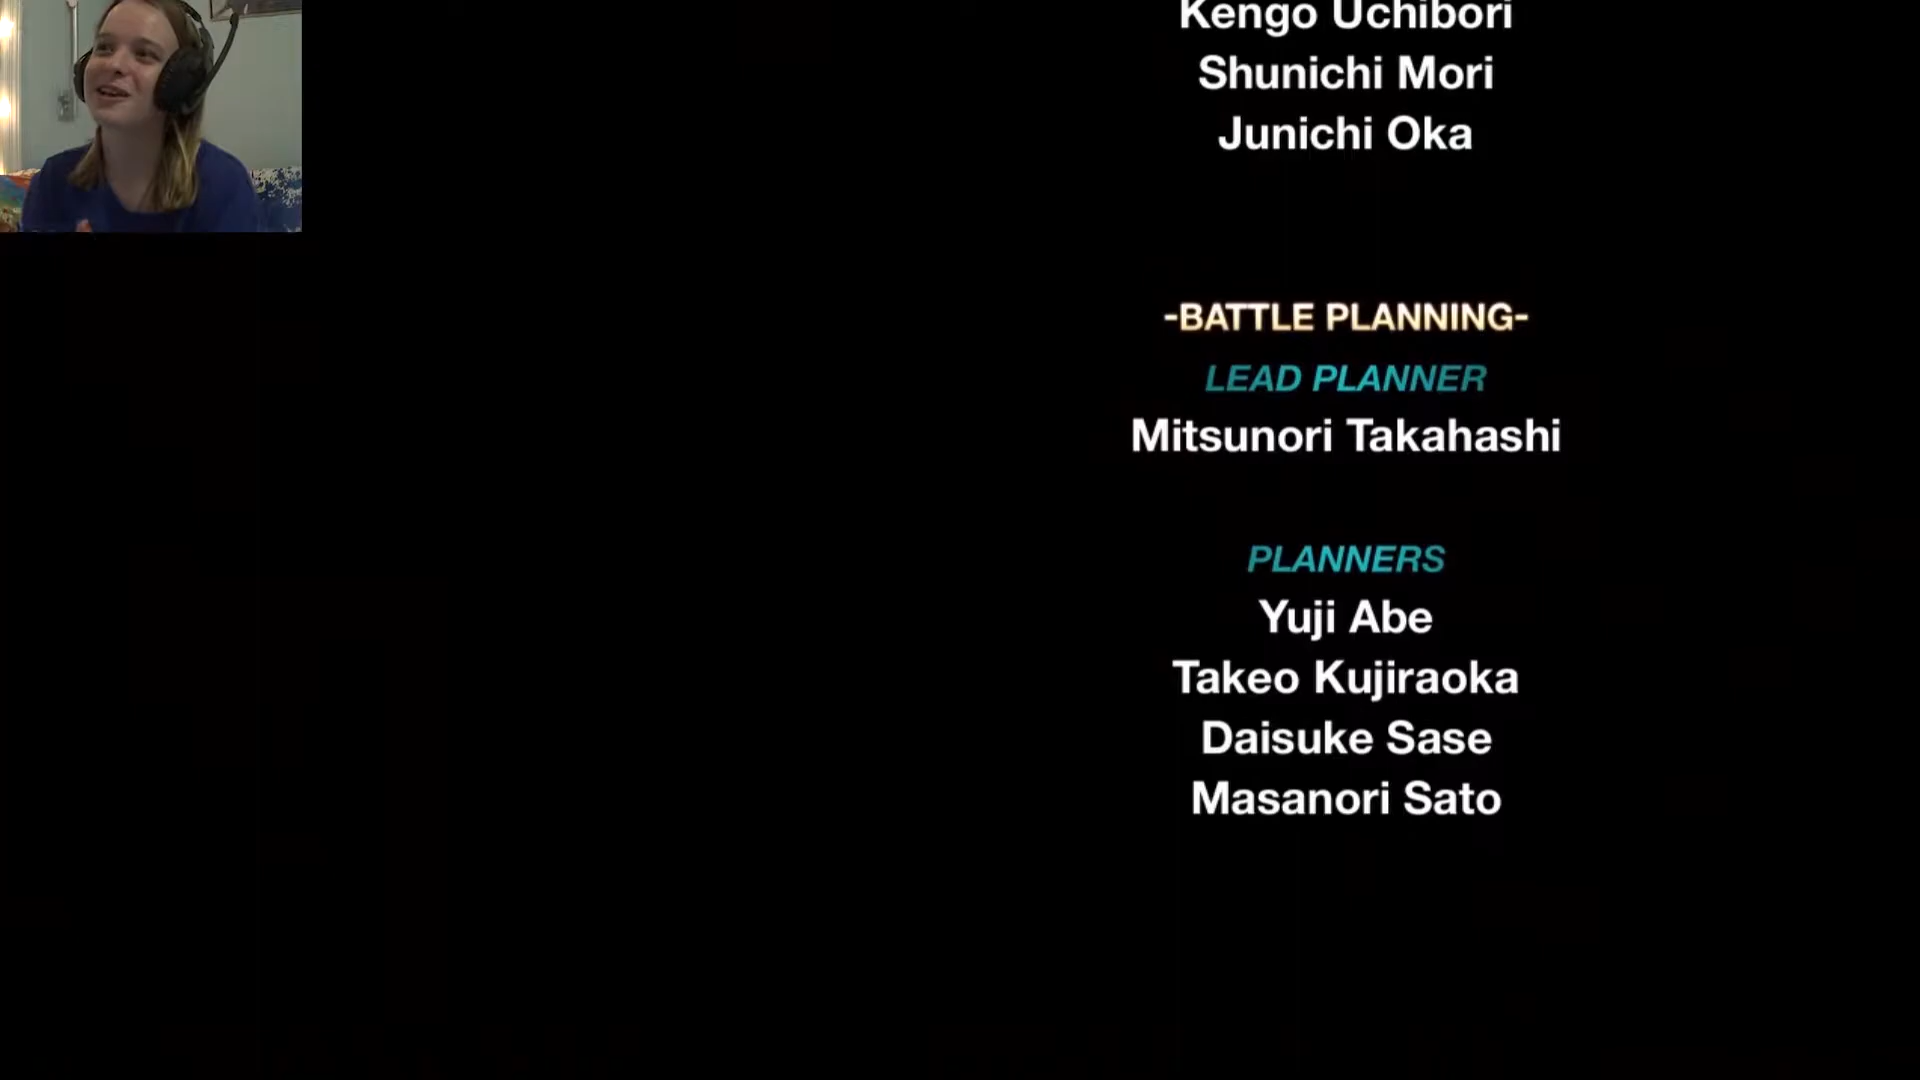 Kengo Uchibori
Shunichi Mori
Junichi Oka
-BATTLE PLANNING-
LEAD PLANNER
Mitsunori Takahashi
PLANNERS
Yuji Abe
Takeo Kujiraoka
Daisuke Sase
Masanori Sato